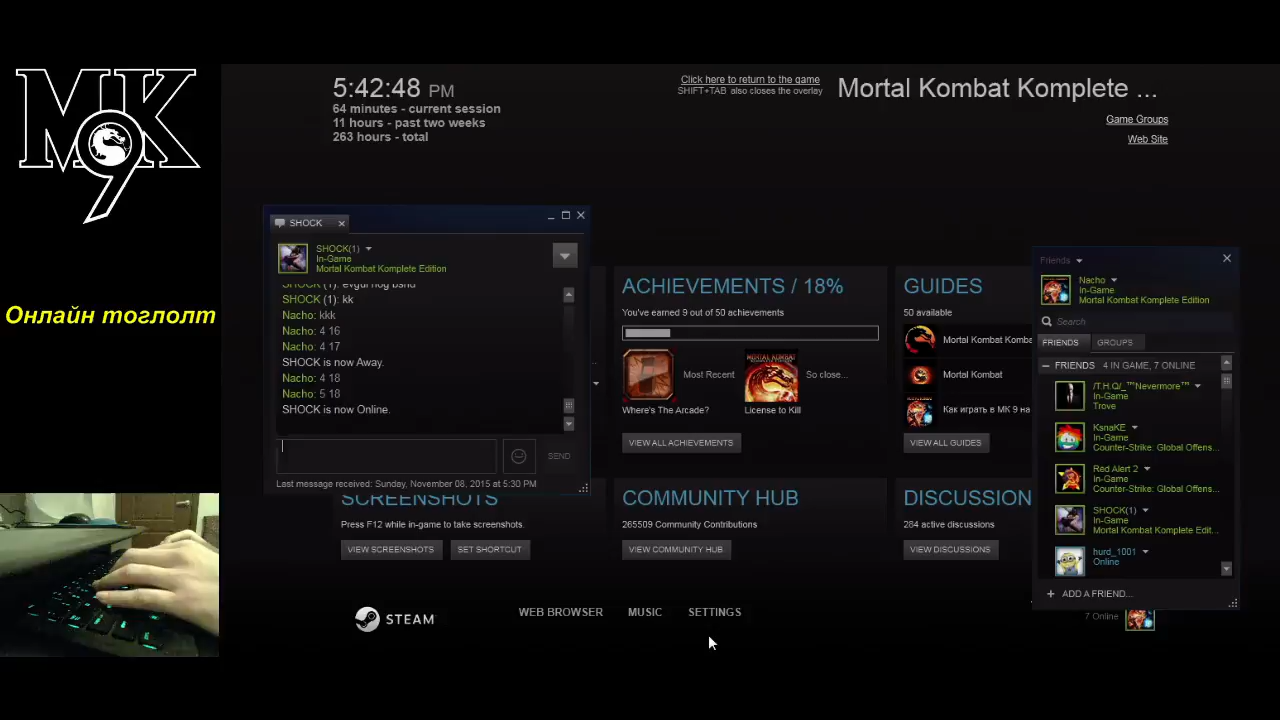 MK
9
Онлайн тоглолт
5:42:48 PM
64 minutes - current session
11 hours - past two weeks
263 hours - total
Click here to return to the game
SHIFT+TAB also closes the overlay
Mortal Kombat Komplete ...
Game Groups
Web Site
SHOCK
SHOCK(1)
In-Game
Mortal Kombat Komplete Edition
SHOCK (1): kk
Nacho: kkk
Nacho: 4 16
Nacho: 4 17
SHOCK is now Away.
Nacho: 4 18
Nacho: 5 18
SHOCK is now Online.
SEND
Last message received: Sunday, November 08, 2015 at 5:30 PM
ACHIEVEMENTS / 18%
You've earned 9 out of 50 achievements
Most Recent
So close...
Where's The Arcade?
License to Kill
VIEW ALL ACHIEVEMENTS
GUIDES
50 available
Mortal Kombat Komba
Mortal Kombat
Как играть в МК 9 на
VIEW ALL GUIDES
SCREENSHOTS
Press F12 while in-game to take screenshots.
VIEW SCREENSHOTS
SET SHORTCUT
COMMUNITY HUB
265509 Community Contributions
VIEW COMMUNITY HUB
DISCUSSION
284 active discussions
VIEW DISCUSSIONS
Friends
Nacho
In-Game
Mortal Kombat Komplete Edition
Search
FRIENDS
GROUPS
FRIENDS 4 IN GAME, 7 ONLINE
/T.H.Q/_™Nevermore™
In-Game
Trove
KsnaKE
In-Game
Counter-Strike: Global Offens...
Red Alert 2
In-Game
Counter-Strike: Global Offens...
SHOCK(1)
In-Game
Mortal Kombat Komplete Edit...
hurd_1001
Online
+ ADD A FRIEND...
7 Online
STEAM
WEB BROWSER
MUSIC
SETTINGS